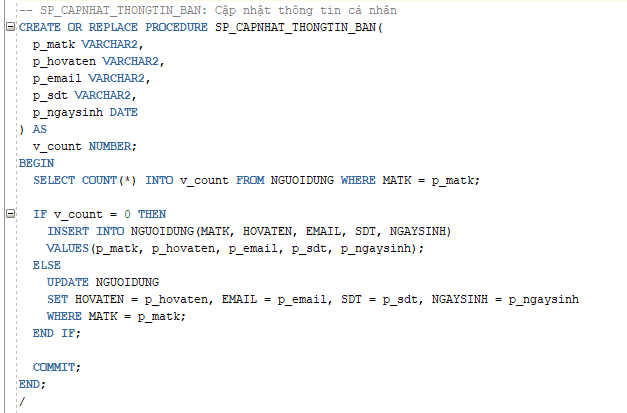 -- SP_CAPNHAT_THONGTIN_BAN: Cập nhật thông tin cá nhân
CREATE OR REPLACE PROCEDURE SP_CAPNHAT_THONGTIN_BAN(
p_matk VARCHAR2,
p_hovaten VARCHAR2,
p_email VARCHAR2,
p_sdt VARCHAR2,
p_ngaysinh DATE
) AS
v_count NUMBER;
BEGIN
SELECT COUNT(*) INTO v_count FROM NGUOIDUNG WHERE MATK = p_matk;
IF v_count = 0 THEN
INSERT INTO NGUOIDUNG(MATK, HOVATEN, EMAIL, SDT, NGAYSINH)
VALUES(p_matk, p_hovaten, p_email, p_sdt, p_ngaysinh);
ELSE
UPDATE NGUOIDUNG
SET HOVATEN = p_hovaten, EMAIL = p_email, SDT = p_sdt, NGAYSINH = p_ngaysinh
WHERE MATK = p_matk;
END IF;
COMMIT;
END;
/